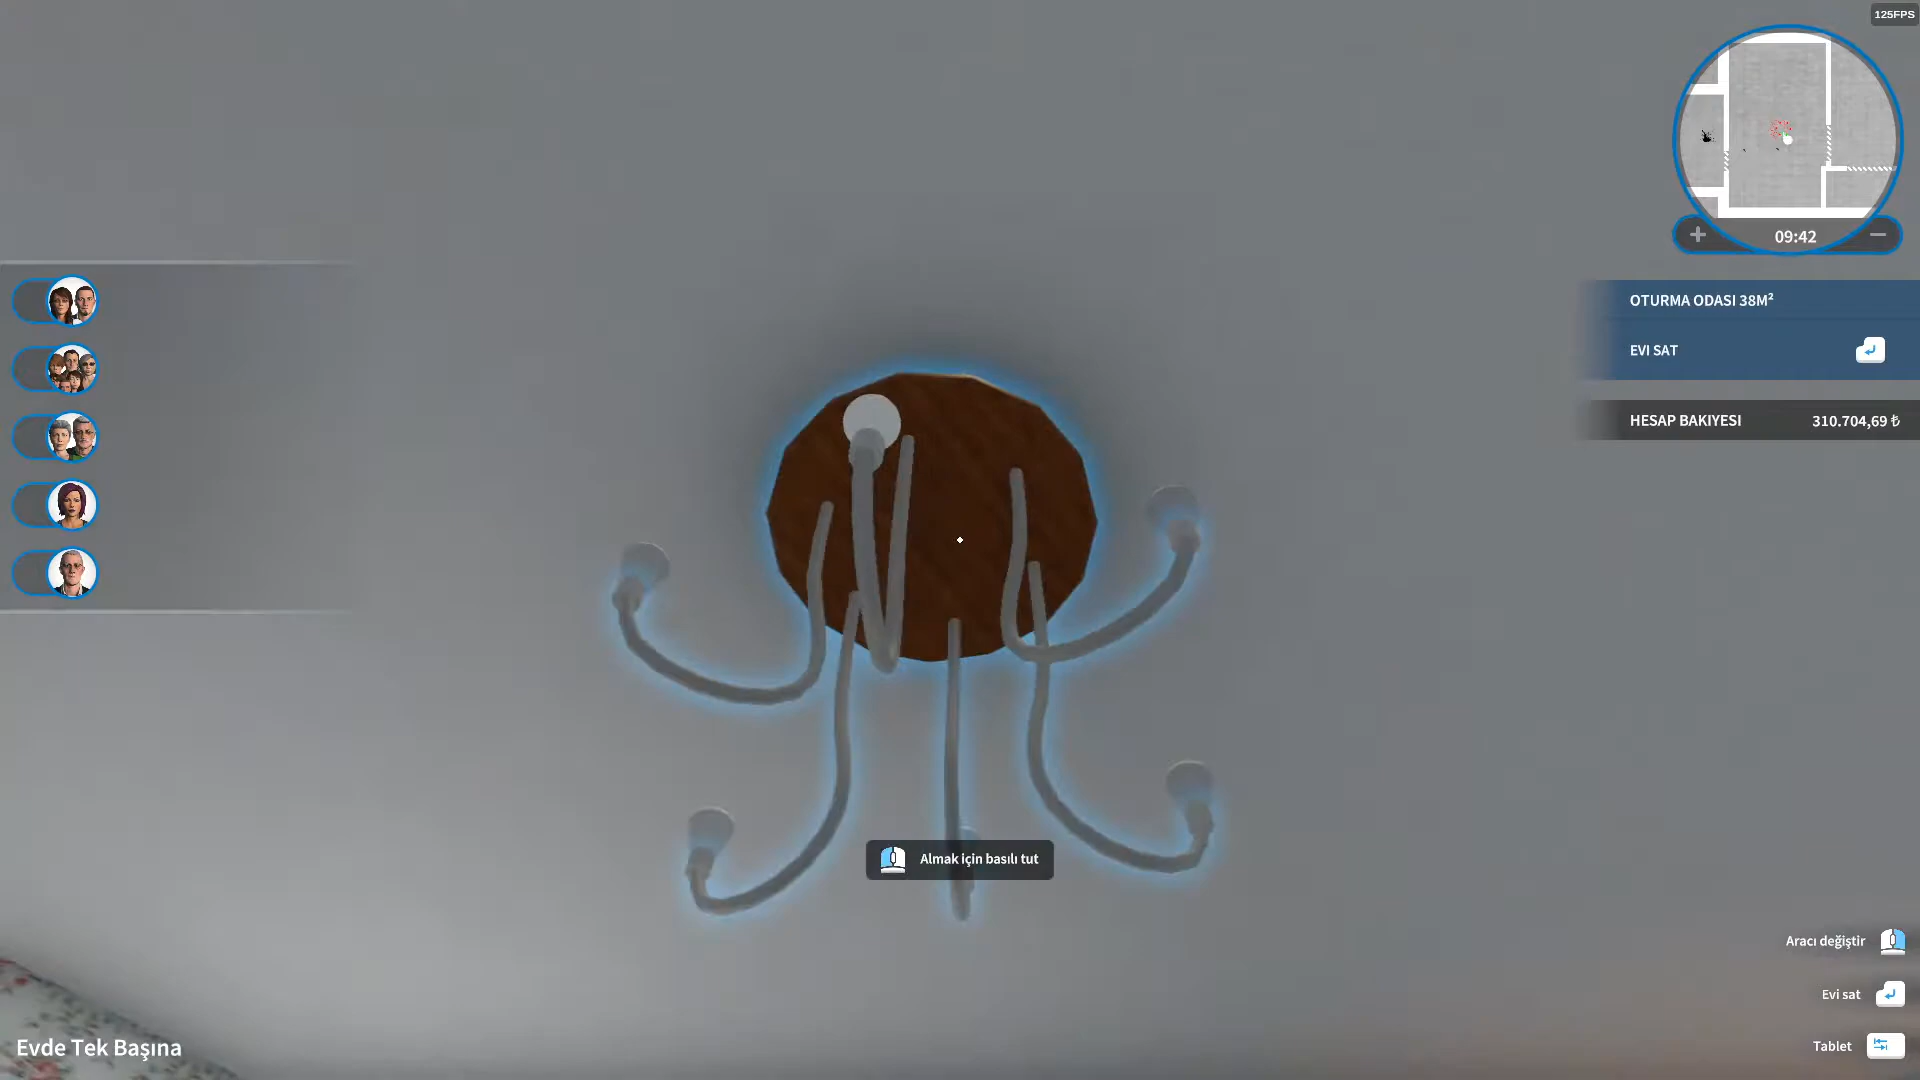 125FPS
09:42
OTURMA ODASI 38M²
EVI SAT
HESAP BAKIYESI 310.704,69 ₺
Almak için basılı tut
Aracı değiştir
Evi sat
Tablet
Evde Tek Başına